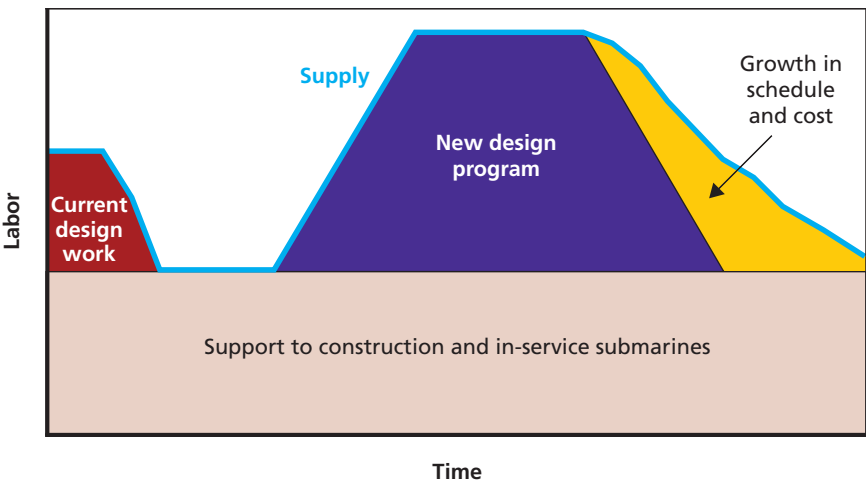 Supply
Growth in
schedule
and cost
New design
program
Current
design
work
Labor
Support to construction and in-service submarines
Time